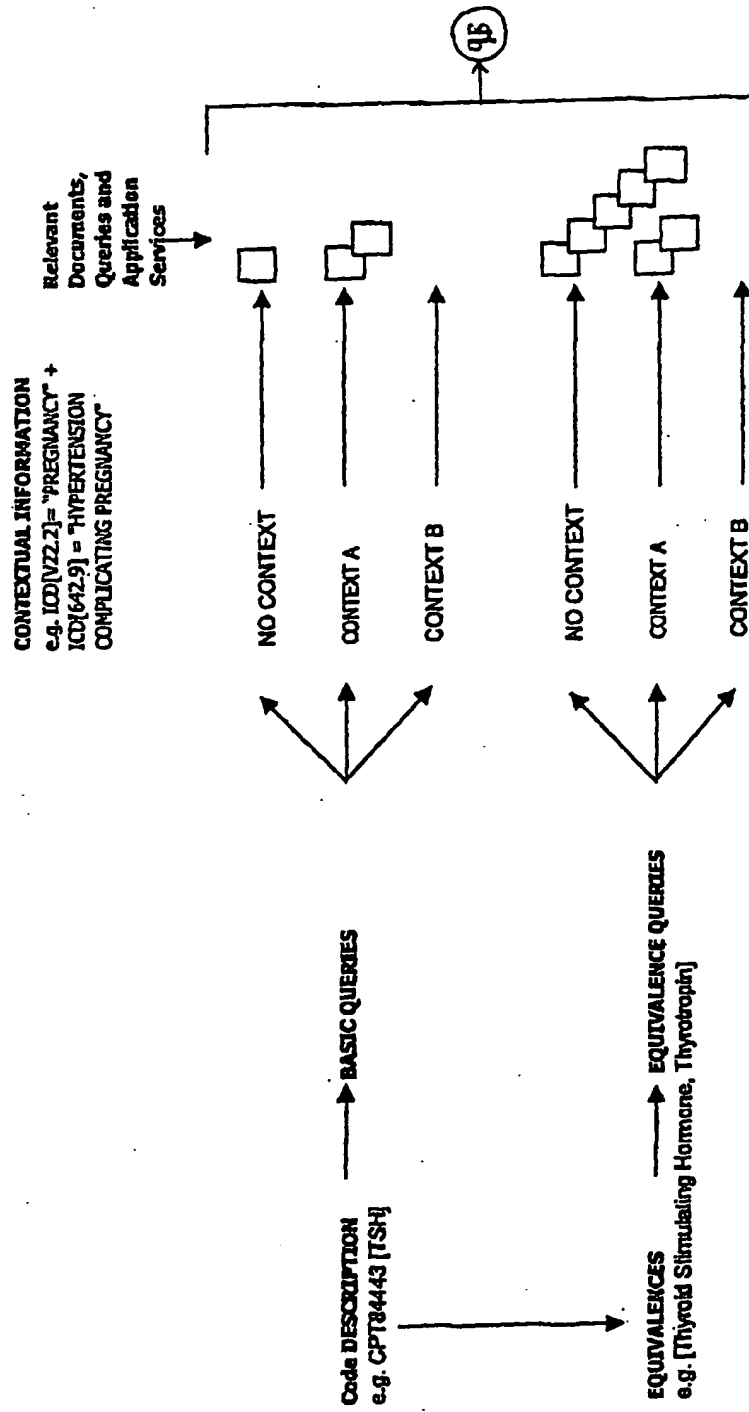 CONTEXTUAL INFORMATION
e.g. ICD[V22.2]= "PREGNANCY" +
ICD[642.9] = "HYPERTENSION
COMPLICATING PREGNANCY"
Relevant
Documents,
Queries and
Application
Services
Code DESCRIPTION
e.g. CPT84443 [TSH]
BASIC QUERIES
NO CONTEXT
CONTEXT A
CONTEXT B
EQUIVALENCES
e.g. [Thyroid Stimulating Hormone, Thyrotropin]
EQUIVALENCE QUERIES
NO CONTEXT
CONTEXT A
CONTEXT B